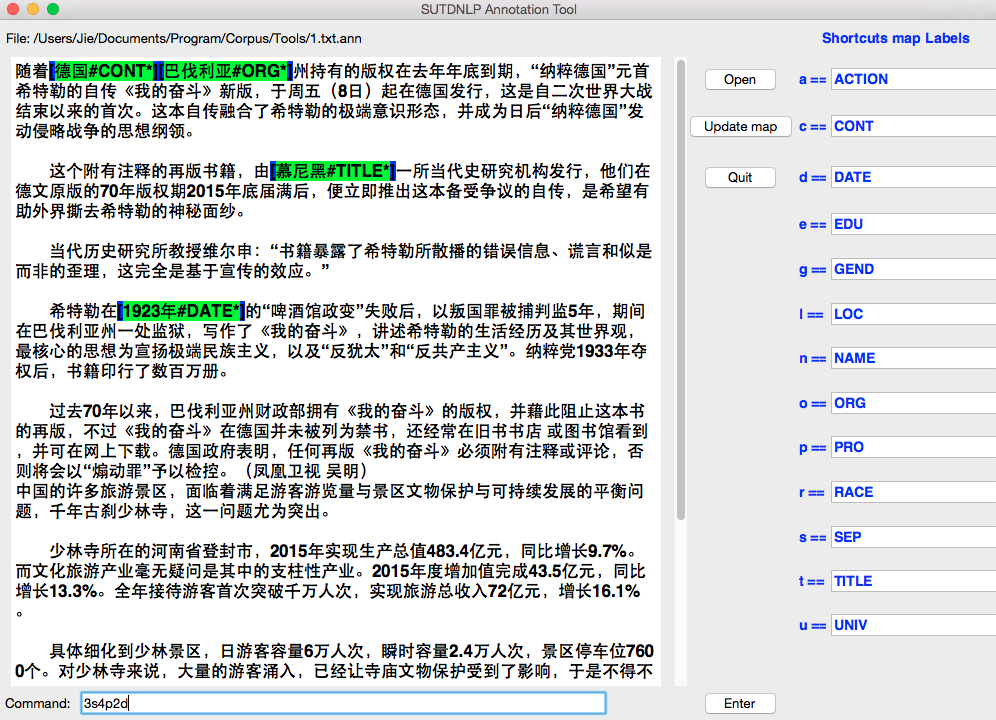 SUTDNLP Annotation Tool
File: /Users/Jie/Documents/Program/Corpus/Tools/1.txt.ann
Shortcuts map Labels
随着[德国#CONT*][巴伐利亚#ORG*]州持有的版权在去年年底到期，“纳粹德国”元首
希特勒的自传《我的奋斗》新版，于周五（8日）起在德国发行，这是自二次世界大战
结束以来的首次。这本自传融合了希特勒的极端意识形态，并成为日后“纳粹德国”发
动侵略战争的思想纲领。
这个附有注释的再版书籍，由[慕尼黑#TITLE*]一所当代史研究机构发行，他们在
德文原版的70年版权期2015年底届满后，便立即推出这本备受争议的自传，是希望有
助外界撕去希特勒的神秘面纱。
当代历史研究所教授维尔申：“书籍暴露了希特勒所散播的错误信息、谎言和似是
而非的歪理，这完全是基于宣传的效应。”
希特勒在[1923年#DATE*]的“啤酒馆政变”失败后，以叛国罪被捕判监5年，期间
在巴伐利亚州一处监狱，写作了《我的奋斗》，讲述希特勒的生活经历及其世界观，
最核心的思想为宣扬极端民族主义，以及“反犹太”和“反共产主义”。纳粹党1933年夺
权后，书籍印行了数百万册。
过去70年以来，巴伐利亚州财政部拥有《我的奋斗》的版权，并藉此阻止这本书
的再版，不过《我的奋斗》在德国并未被列为禁书，还经常在旧书书店 或图书馆看到
，并可在网上下载。德国政府表明，任何再版《我的奋斗》必须附有注释或评论，否
则将会以“煽动罪”予以检控。（凤凰卫视 吴明）
中国的许多旅游景区，面临着满足游客游览量与景区文物保护与可持续发展的平衡问
题，千年古刹少林寺，这一问题尤为突出。
少林寺所在的河南省登封市，2015年实现生产总值483.4亿元，同比增长9.7%。
而文化旅游产业毫无疑问是其中的支柱性产业。2015年度增加值完成43.5亿元，同比
增长13.3%。全年接待游客首次突破千万人次，实现旅游总收入72亿元，增长16.1%
。
具体细化到少林景区，日游客容量6万人次，瞬时容量2.4万人次，景区停车位760
0个。对少林寺来说，大量的游客涌入，已经让寺庙文物保护受到了影响，于是不得不
Open
Update map
Quit
a == ACTION
c == CONT
d == DATE
e == EDU
g == GEND
l == LOC
n == NAME
o == ORG
p == PRO
r == RACE
s == SEP
t == TITLE
u == UNIV
Command: 3s4p2d
Enter